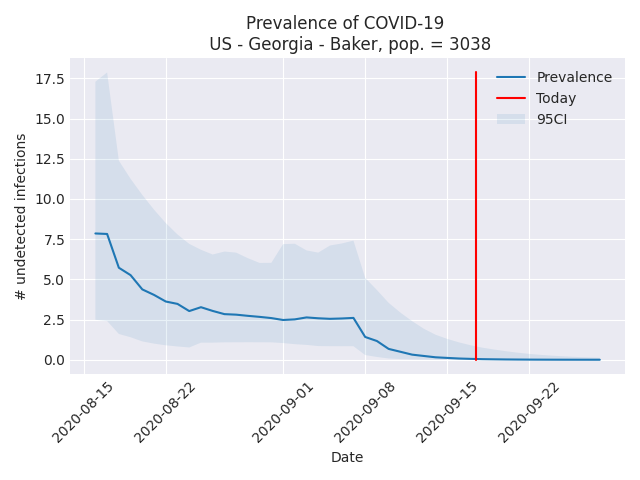 Prevalence of COVID-19
US - Georgia - Baker, pop. = 3038
Prevalence
Today
95CI
# undetected infections
17.5
15.0
12.5
10.0
7.5
5.0
2.5
0.0
2020-08-15
2020-08-22
2020-09-01
2020-09-08
2020-09-15
2020-09-22
Date